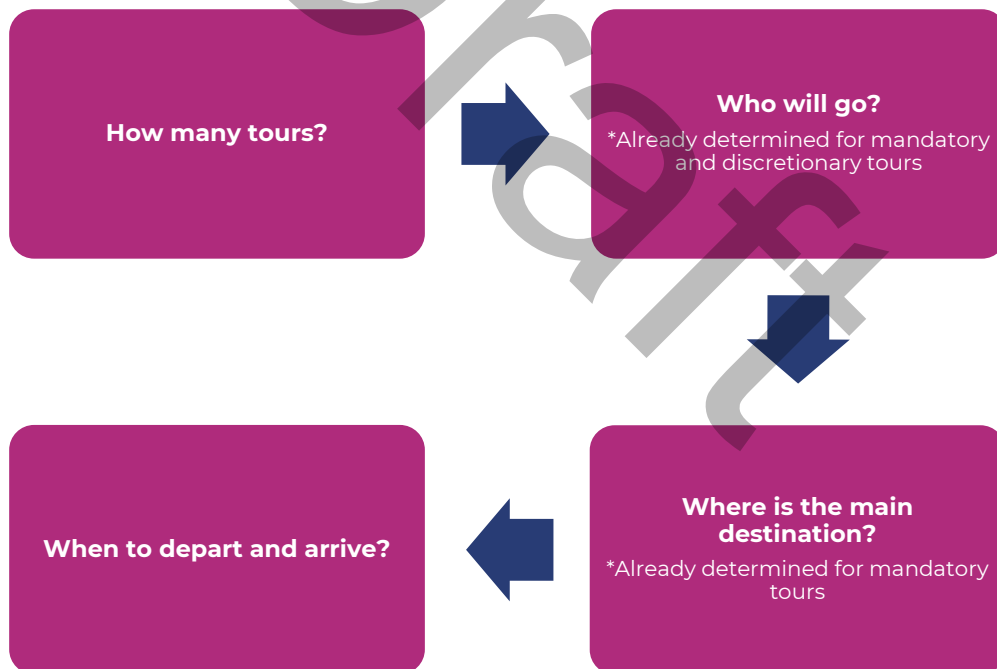 How many tours?
Who will go?
*Already determined for mandatory
and discretionary tours
Where is the main
destination?
*Already determined for mandatory
tours
When to depart and arrive?
Draft